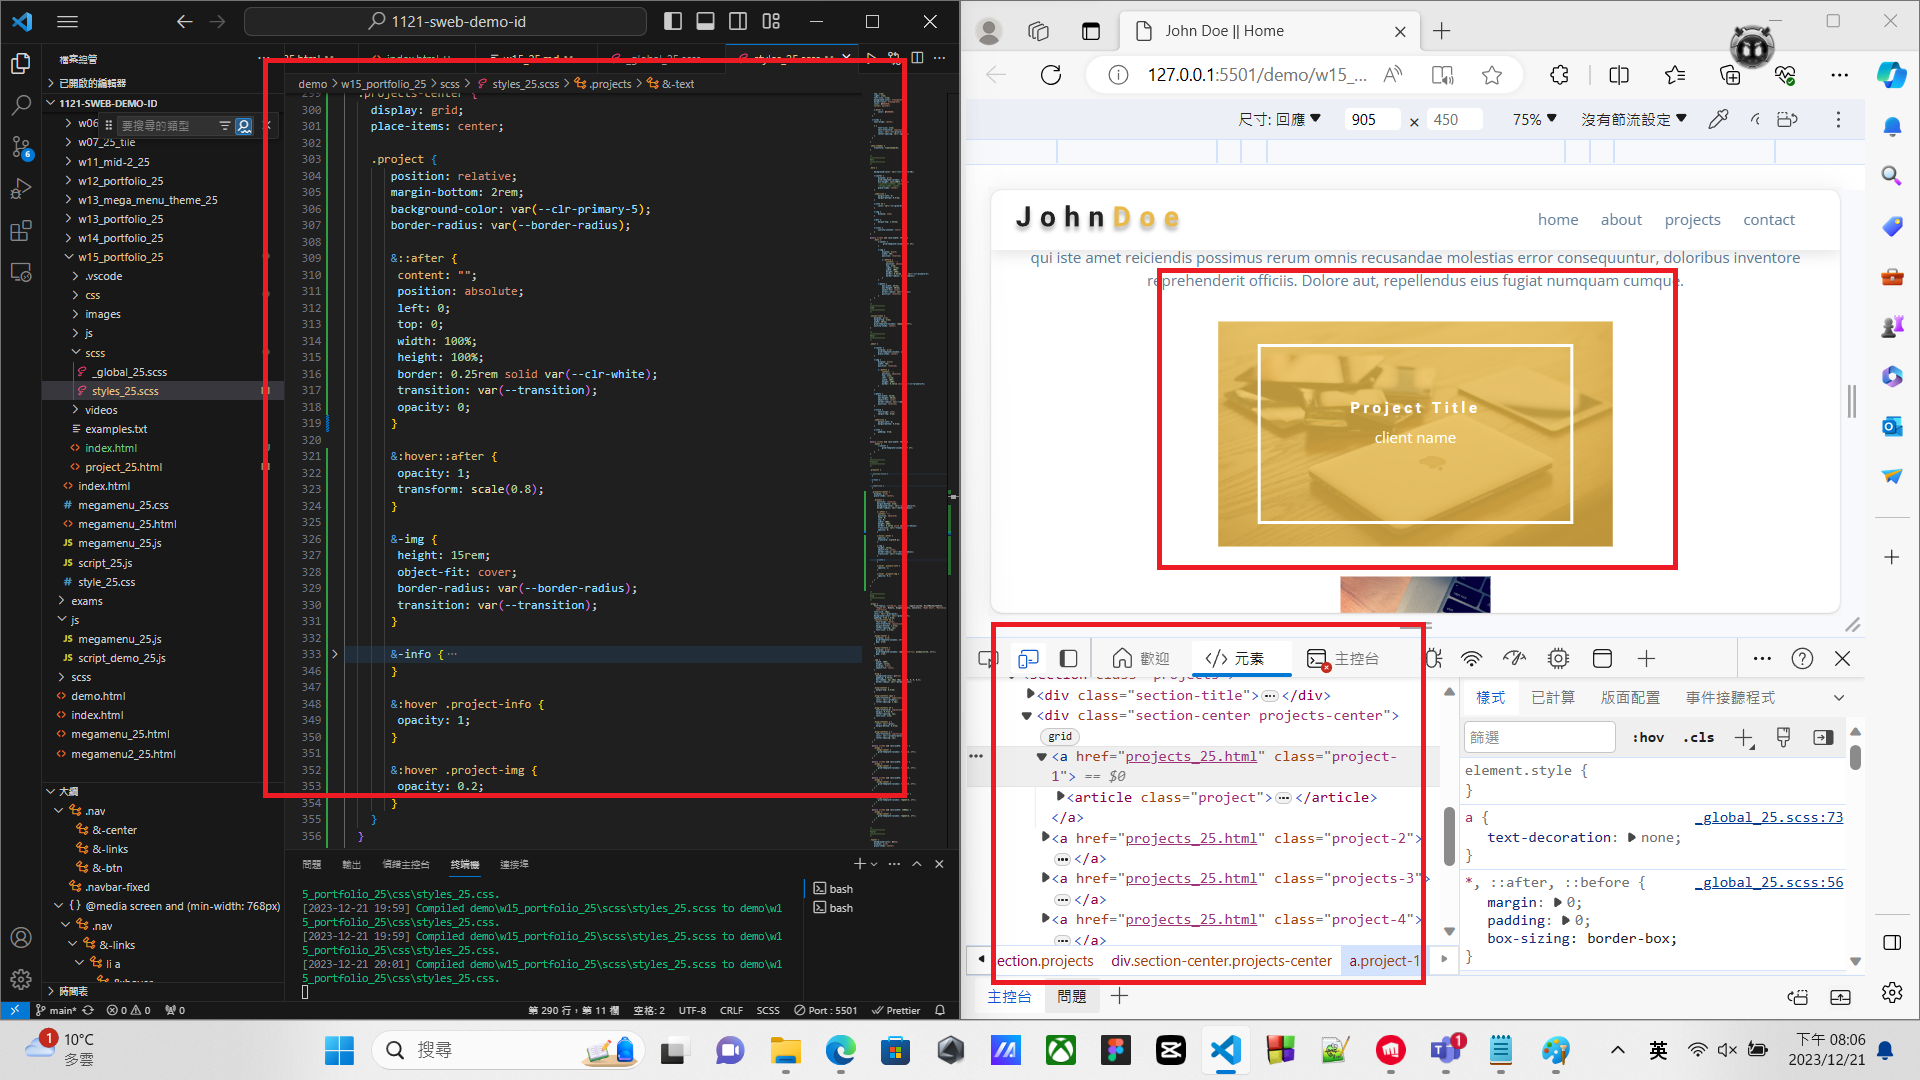 1121-sweb-demo-id
檔案總管
已開啟的編輯器
1121-SWEB-DEMO-ID
w06
要搜尋的類型
w07_25_tile
w11_mid-2_25
w12_portfolio_25
w13_mega_menu_theme_25
w13_portfolio_25
w14_portfolio_25
w15_portfolio_25
.vscode
css
images
js
scss
_global_25.scss
styles_25.scss
videos
examples.txt
index.html
project_25.html
index.html
megamenu_25.css
megamenu_25.html
megamenu_25.js
script_25.js
style_25.css
exams
js
megamenu_25.js
script_demo_25.js
scss
demo.html
index.html
megamenu_25.html
megamenu2_25.html
大綱
.nav
&-center
&-links
&-btn
.navbar-fixed
@media screen and (min-width: 768px)
.nav
&-links
li a
時間表
demo > w15_portfolio_25 > scss > styles_25.scss > .projects > &-text
299 .projects-center {
300 display: grid;
301 place-items: center;
302
303 .project {
304 position: relative;
305 margin-bottom: 2rem;
306 background-color: var(--clr-primary-5);
307 border-radius: var(--border-radius);
308
309 &::after {
310 content: "";
311 position: absolute;
312 left: 0;
313 top: 0;
314 width: 100%;
315 height: 100%;
316 border: 0.25rem solid var(--clr-white);
317 transition: var(--transition);
318 opacity: 0;
319 }
320
321 &:hover::after {
322 opacity: 1;
323 transform: scale(0.8);
324 }
325
326 &-img {
327 height: 15rem;
328 object-fit: cover;
329 border-radius: var(--border-radius);
330 transition: var(--transition);
331 }
332
333 &-info {⋯
346 }
347
348 &:hover .project-info {
349 opacity: 1;
350 }
351
352 &:hover .project-img {
353 opacity: 0.2;
354 }
355 }
356 }
問題 輸出 偵錯主控台 終端機 連接埠
5_portfolio_25\css\styles_25.css.
[2023-12-21 19:59] Compiled demo\w15_portfolio_25\scss\styles_25.scss to demo\w1
5_portfolio_25\css\styles_25.css.
[2023-12-21 19:59] Compiled demo\w15_portfolio_25\scss\styles_25.scss to demo\w1
5_portfolio_25\css\styles_25.css.
[2023-12-21 20:01] Compiled demo\w15_portfolio_25\scss\styles_25.scss to demo\w1
5_portfolio_25\css\styles_25.css.
bash
bash
main* 0 0 0 第 290 行，第 11 欄 空格: 2 UTF-8 CRLF SCSS Port : 5501 Prettier
John Doe || Home
127.0.0.1:5501/demo/w15_...
尺寸: 回應 905 × 450 75% 沒有節流設定
JohnDoe
home about projects contact
qui iste amet reiciendis possimus rerum omnis recusandae molestias error consequuntur, doloribus inventore
reprehenderit officiis. Dolore aut, repellendus eius fugiat numquam cumque.
Project Title
client name
歡迎 元素 主控台
<div class="section-title">⋯</div>
<div class="section-center projects-center">
grid
<a href="projects_25.html" class="project-
1"> == $0
<article class="project">⋯</article>
</a>
<a href="projects_25.html" class="project-2">
⋯</a>
<a href="projects_25.html" class="projects-3">
⋯</a>
<a href="projects_25.html" class="project-4">
⋯</a>
ection.projects div.section-center.projects-center a.project-1
主控台 問題
樣式 已計算 版面配置 事件接聽程式
篩選 :hov .cls
element.style {
}
a { _global_25.scss:73
text-decoration: none;
}
*, ::after, ::before { _global_25.scss:56
margin: 0;
padding: 0;
box-sizing: border-box;
}
1
10°C
多雲
搜尋
1
英
下午 08:06
2023/12/21